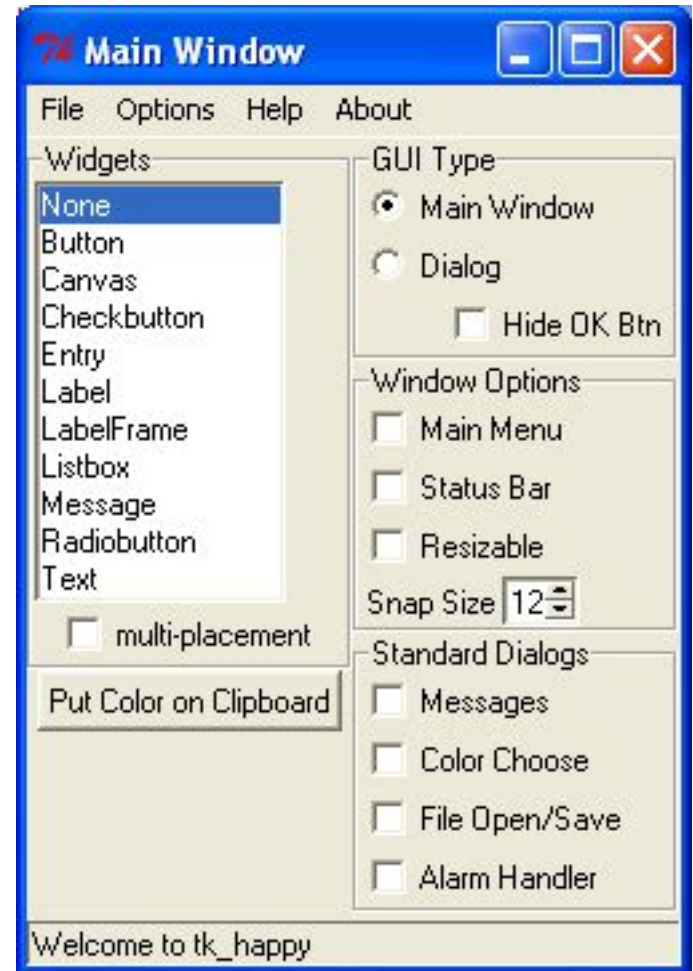 Main Window
File Options Help About
Widgets
None
Button
Canvas
Checkbutton
Entry
Label
LabelFrame
Listbox
Message
Radiobutton
Text
multi-placement
Put Color on Clipboard
GUI Type
Main Window
Dialog
Hide OK Btn
Window Options
Main Menu
Status Bar
Resizable
Snap Size 12
Standard Dialogs
Messages
Color Choose
File Open/Save
Alarm Handler
Welcome to tk_happy